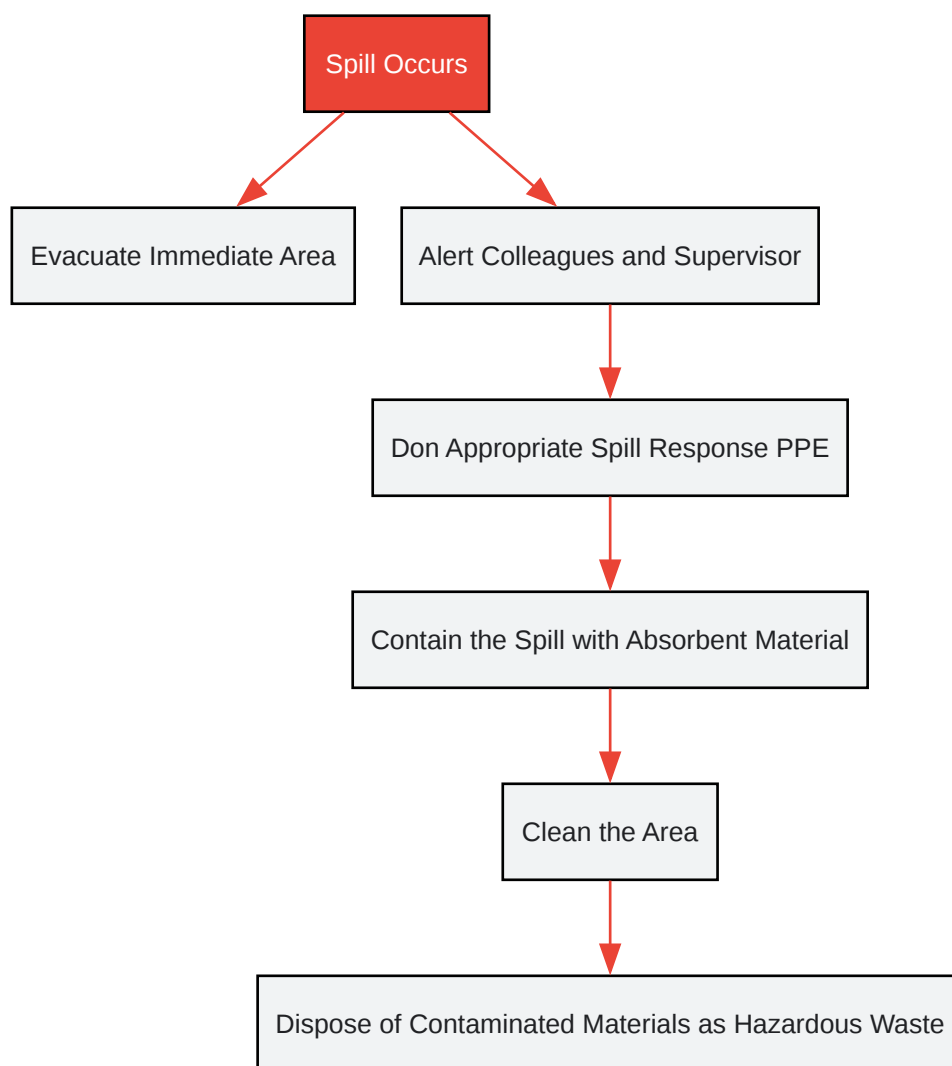 Spill Occurs
Evacuate Immediate Area
Alert Colleagues and Supervisor
Don Appropriate Spill Response PPE
Contain the Spill with Absorbent Material
Clean the Area
Dispose of Contaminated Materials as Hazardous Waste